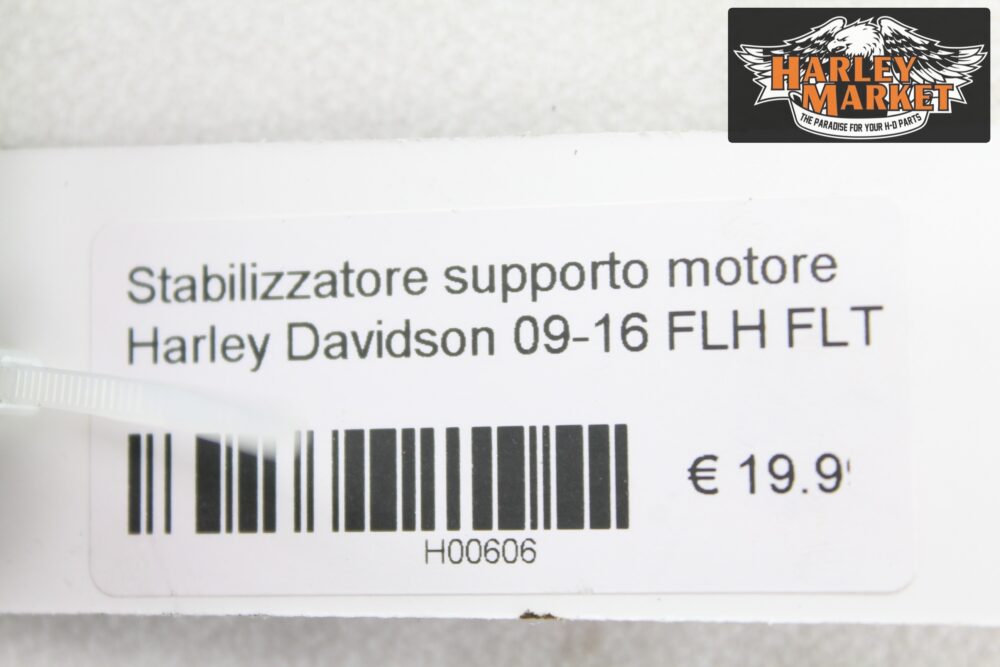 HARLEY
MARKET
THE PARADISE FOR YOUR H-D PARTS
Stabilizzatore supporto motore
Harley Davidson 09-16 FLH FLT
€ 19.9
H00606